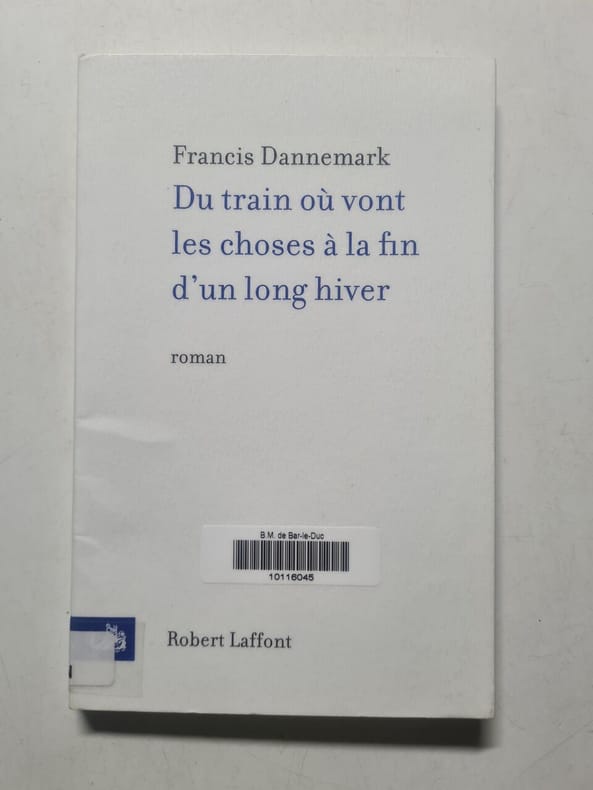 Francis Dannemark
Du train où vont
les choses à la fin
d'un long hiver
roman
B.M. de Bar-le-Duc
10116045
Robert Laffont